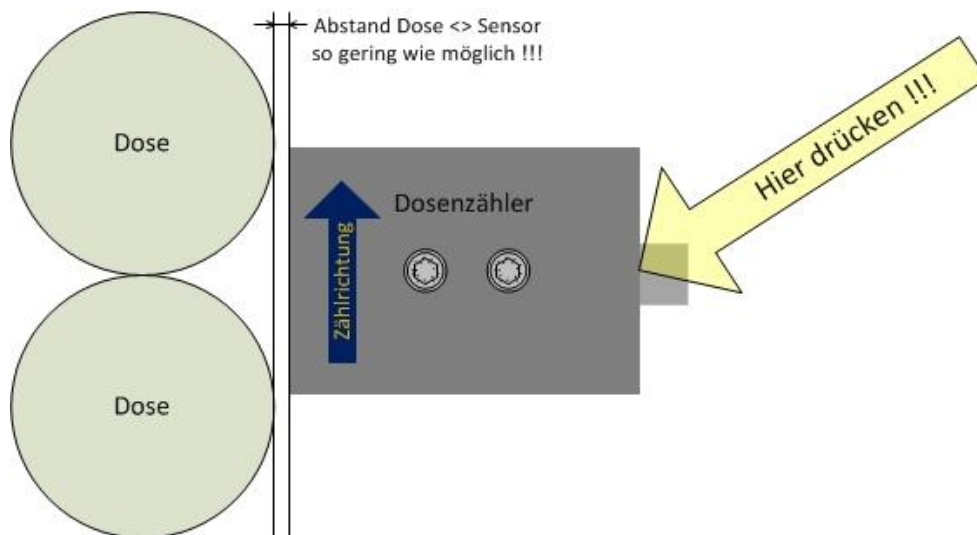 Abstand Dose <> Sensor
so gering wie möglich !!!
Dose
Hier drücken !!!
Dosenzähler
Zählrichtung
Dose